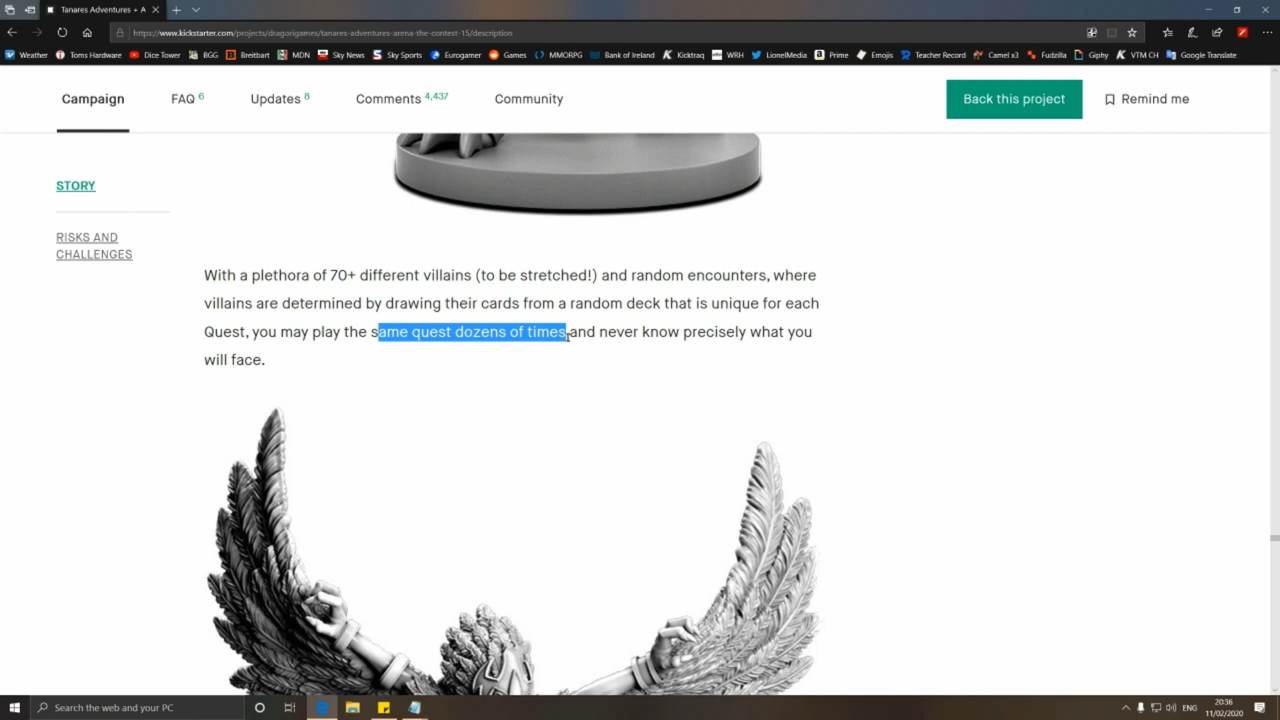 Tanares Adventures + A
https://www.kickstarter.com/projects/dragorigames/tanares-adventures-arena-the-contest-15/description
Weather Toms Hardware Dice Tower BGG Breitbart MDN Sky News Sky Sports Eurogamer Games MMORPG Bank of Ireland Kicktraq WRH LionelMedia Prime Emojis Teacher Record Camel x3 Fudzilla Giphy VTM CH Google Translate
Campaign FAQ 6 Updates 8 Comments 4,437 Community Back this project Remind me
STORY
RISKS AND
CHALLENGES
With a plethora of 70+ different villains (to be stretched!) and random encounters, where
villains are determined by drawing their cards from a random deck that is unique for each
Quest, you may play the same quest dozens of times and never know precisely what you
will face.
Search the web and your PC
ENG
20:36
11/02/2020